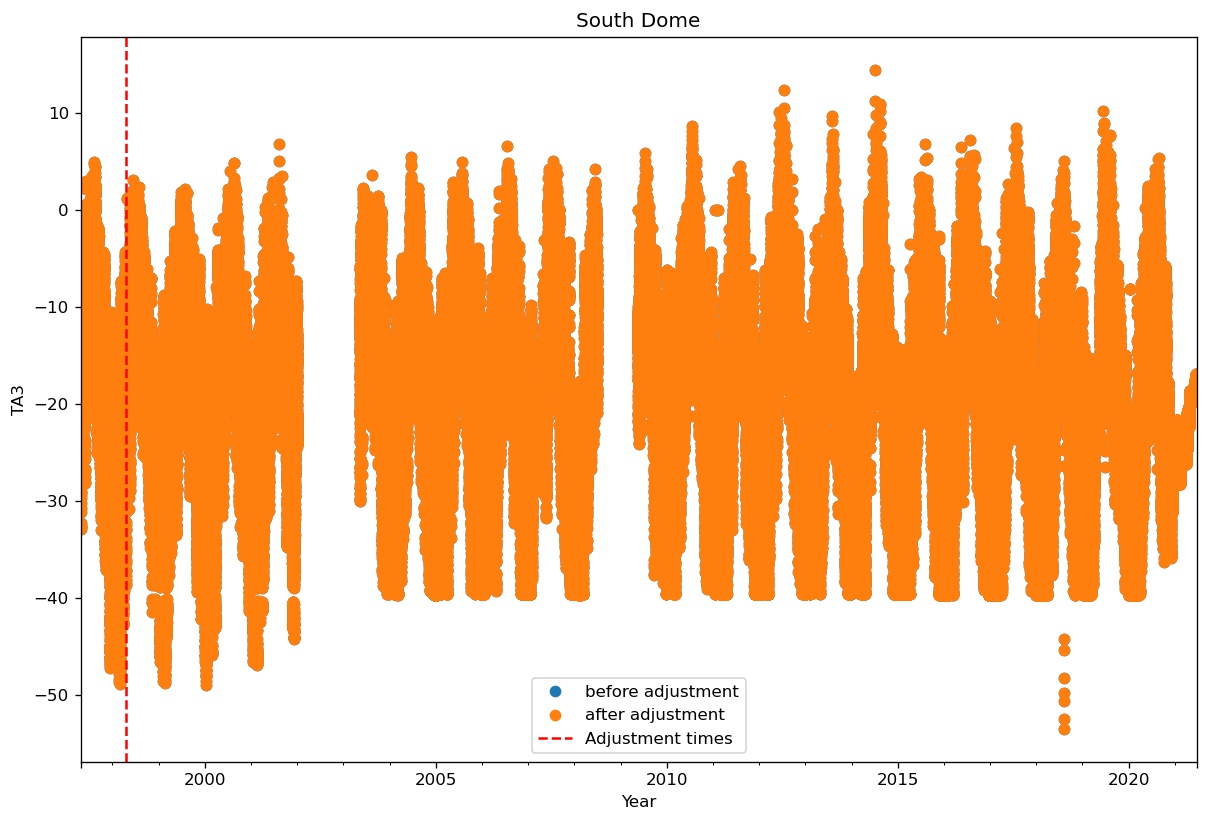 South Dome
10
0
−10
−20
−30
−40
−50
TA3
before adjustment
after adjustment
Adjustment times
2000
2005
2010
2015
2020
Year